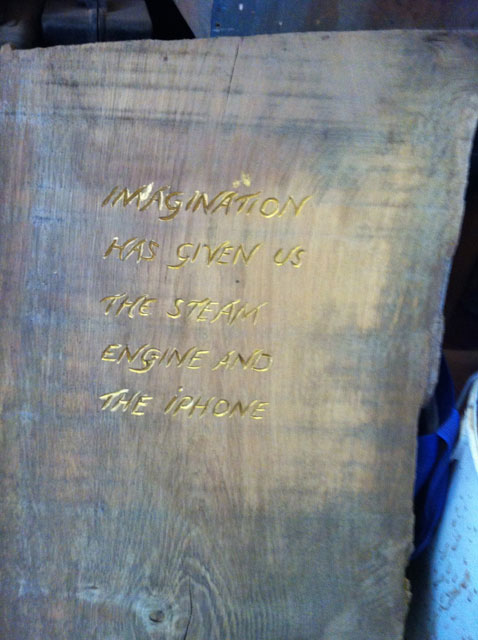 IMAGINATION
HAS GIVEN US
THE STEAM
ENGINE AND
THE iPHONE